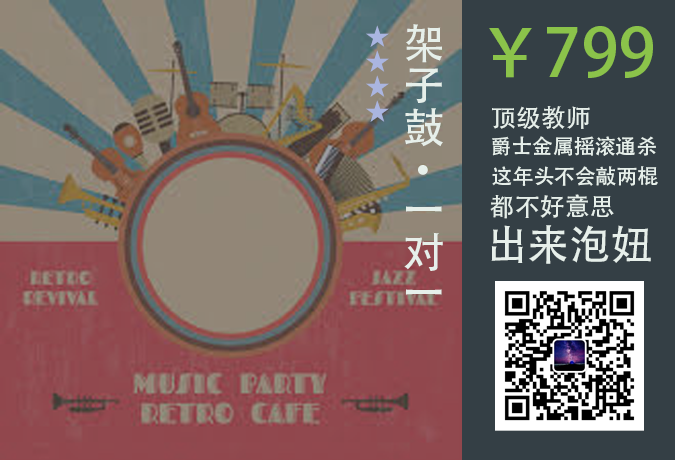 架子鼓·一对一
RETRO
REVIVAL
JAZZ
FESTIVAL
MUSIC PARTY
RETRO CAFE
￥799
顶级教师
爵士金属摇滚通杀
这年头不会敲两棍
都不好意思
出来泡妞